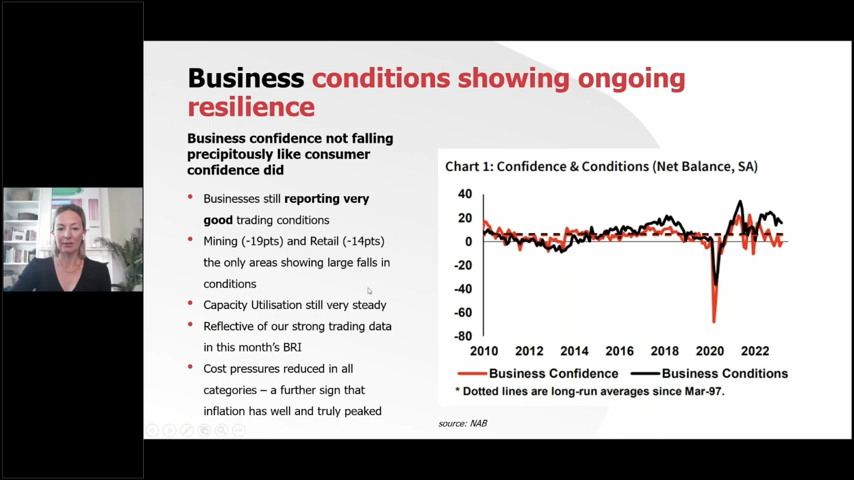 Business conditions showing ongoing
resilience
Business confidence not falling
precipitously like consumer
confidence did
• Businesses still reporting very
good trading conditions
• Mining (-19pts) and Retail (-14pts)
the only areas showing large falls in
conditions
• Capacity Utilisation still very steady
• Reflective of our strong trading data
in this month's BRI
• Cost pressures reduced in all
categories – a further sign that
inflation has well and truly peaked
Chart 1: Confidence & Conditions (Net Balance, SA)
40
20
0
-20
-40
-60
-80
2010 2012 2014 2016 2018 2020 2022
Business Confidence Business Conditions
* Dotted lines are long-run averages since Mar-97.
source: NAB